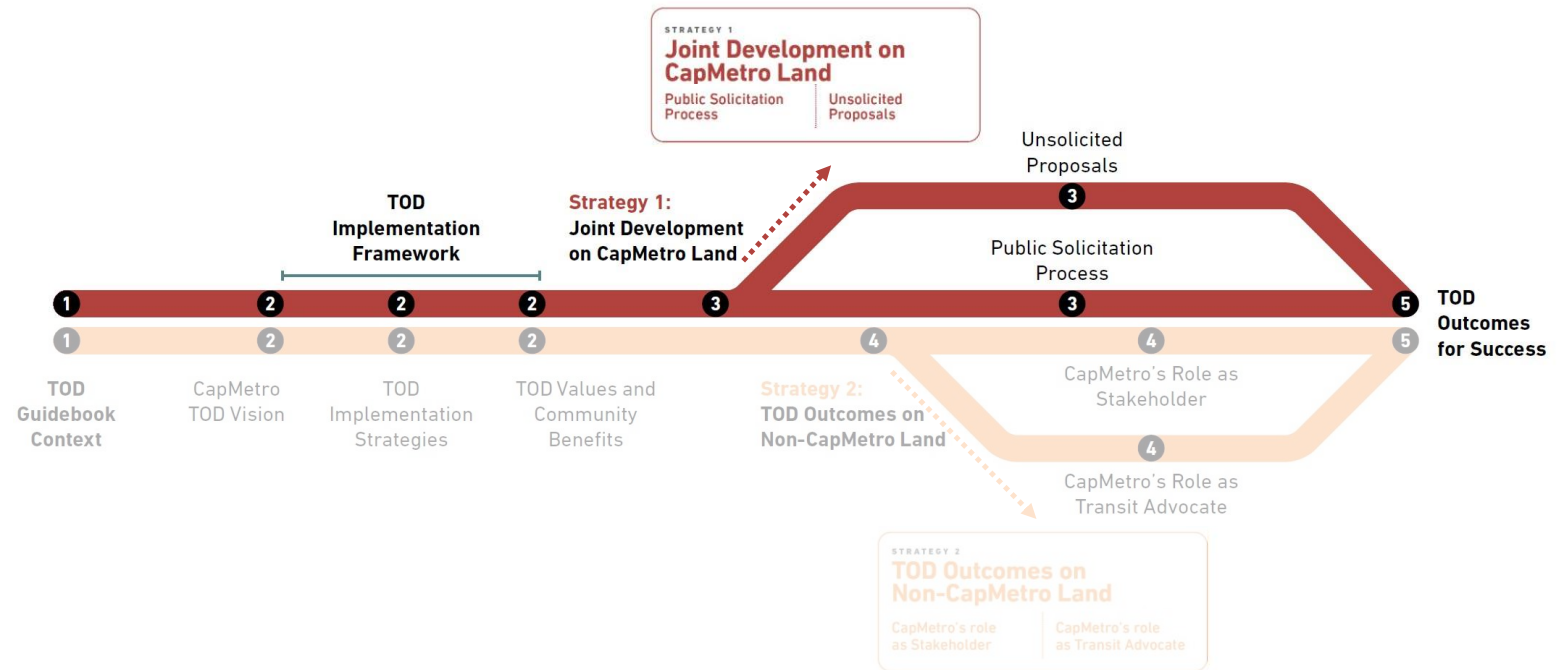 STRATEGY 1
Joint Development on
CapMetro Land
Public Solicitation
Process
Unsolicited
Proposals
Unsolicited
Proposals
3
TOD
Implementation
Framework
Strategy 1:
Joint Development
on CapMetro Land
Public Solicitation
Process
1
2
2
2
3
3
5
TOD
Outcomes
for Success
1
2
2
2
4
4
5
TOD
Guidebook
Context
CapMetro
TOD Vision
TOD
Implementation
Strategies
TOD Values and
Community
Benefits
Strategy 2:
TOD Outcomes on
Non-CapMetro Land
CapMetro's Role as
Stakeholder
4
CapMetro's Role as
Transit Advocate
STRATEGY 2
TOD Outcomes on
Non-CapMetro Land
CapMetro's role
as Stakeholder
CapMetro's role
as Transit Advocate